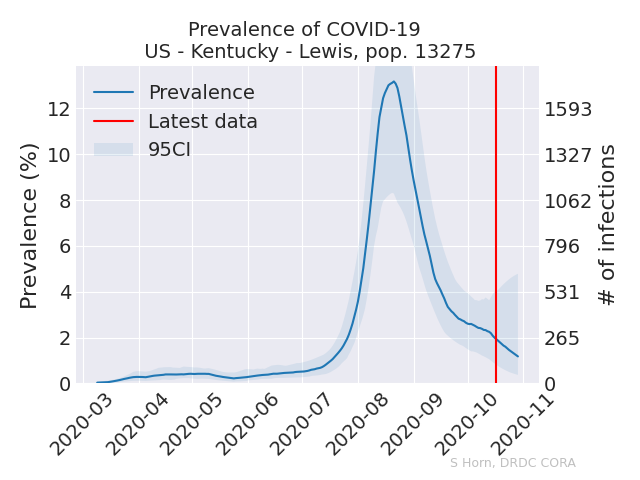 Prevalence of COVID-19
US - Kentucky - Lewis, pop. 13275
Prevalence
Latest data
95CI
Prevalence (%)
12
10
8
6
4
2
0
1593
1327
1062
796
531
265
0
# of infections
2020-03
2020-04
2020-05
2020-06
2020-07
2020-08
2020-09
2020-10
2020-11
S Horn, DRDC CORA